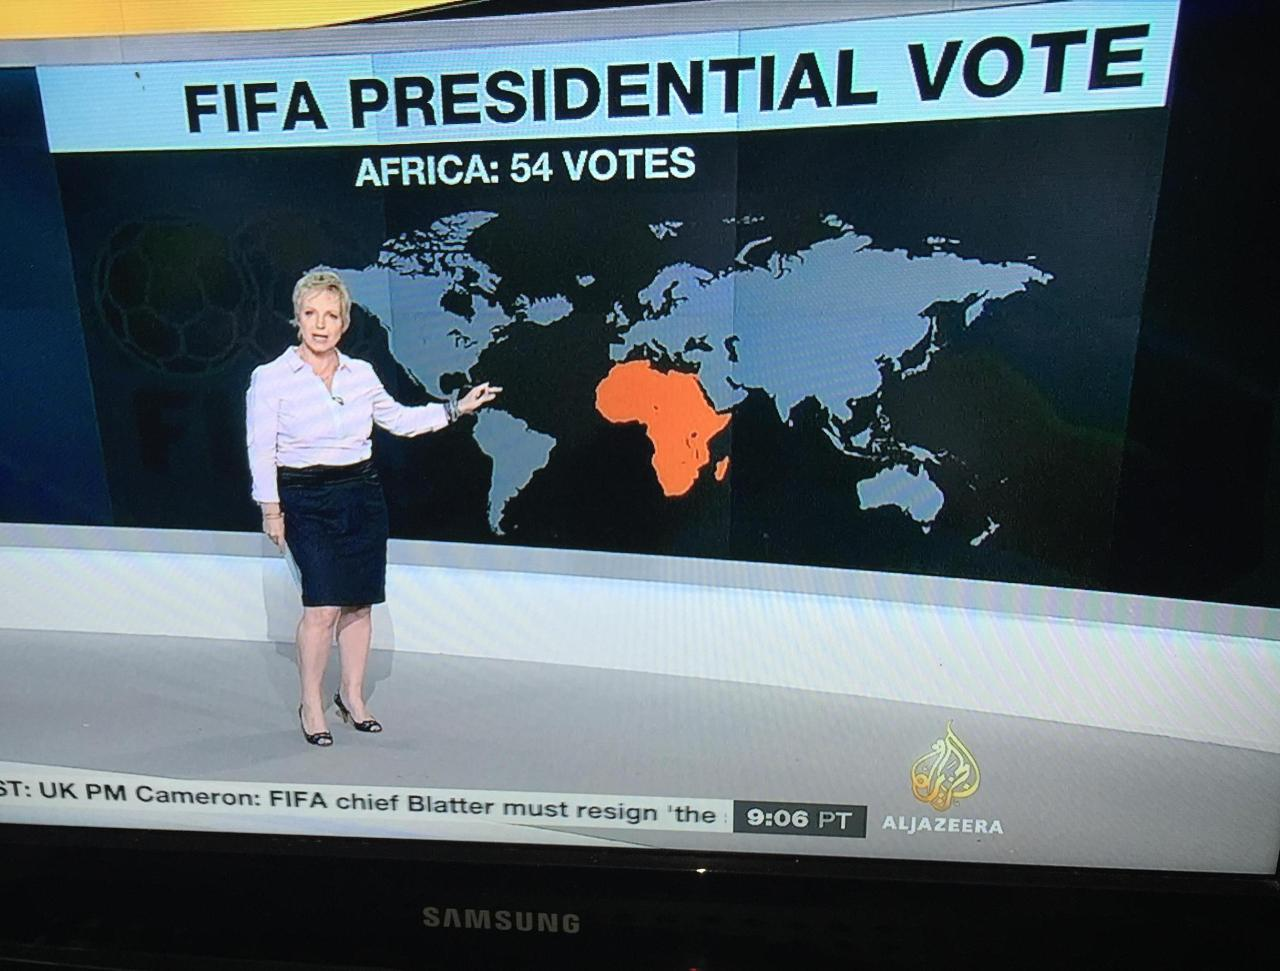 FIFA PRESIDENTIAL VOTE
AFRICA: 54 VOTES
ST: UK PM Cameron: FIFA chief Blatter must resign 'the
9:06 PT
الجزيرة
ALJAZEERA
SAMSUNG